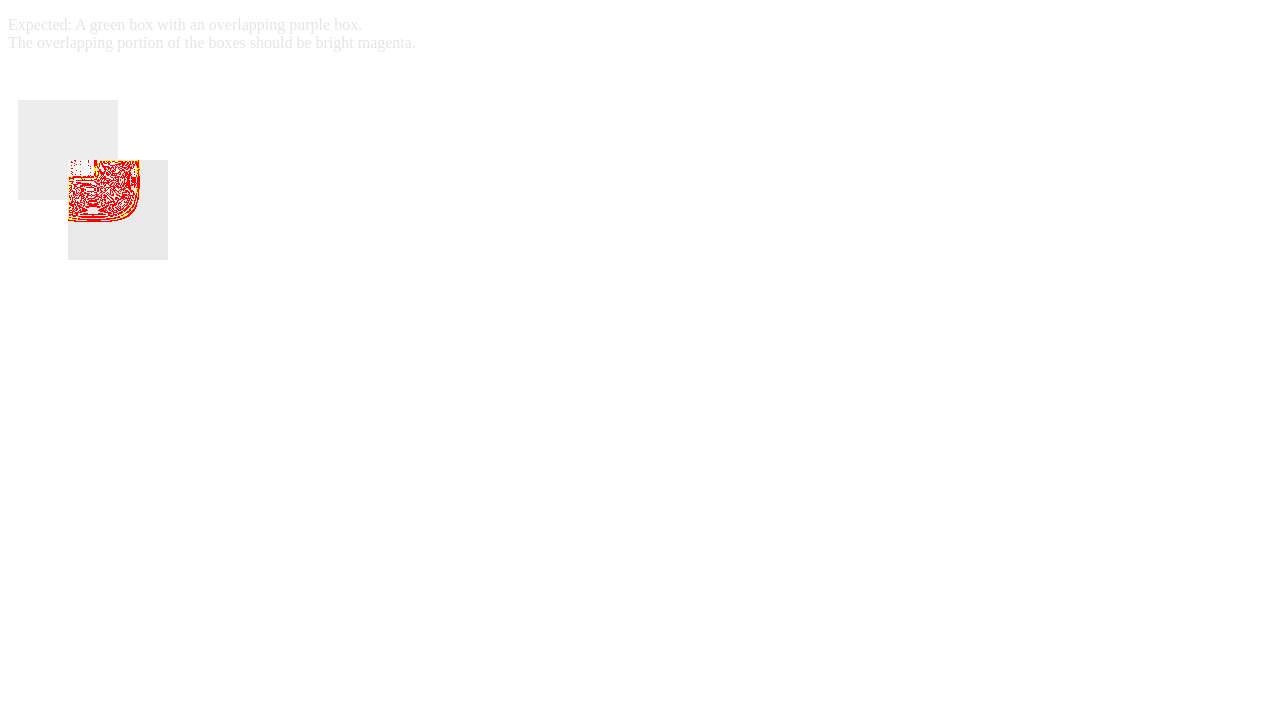 Expected: A green box with an overlapping purple box.
The overlapping portion of the boxes should be bright magenta.